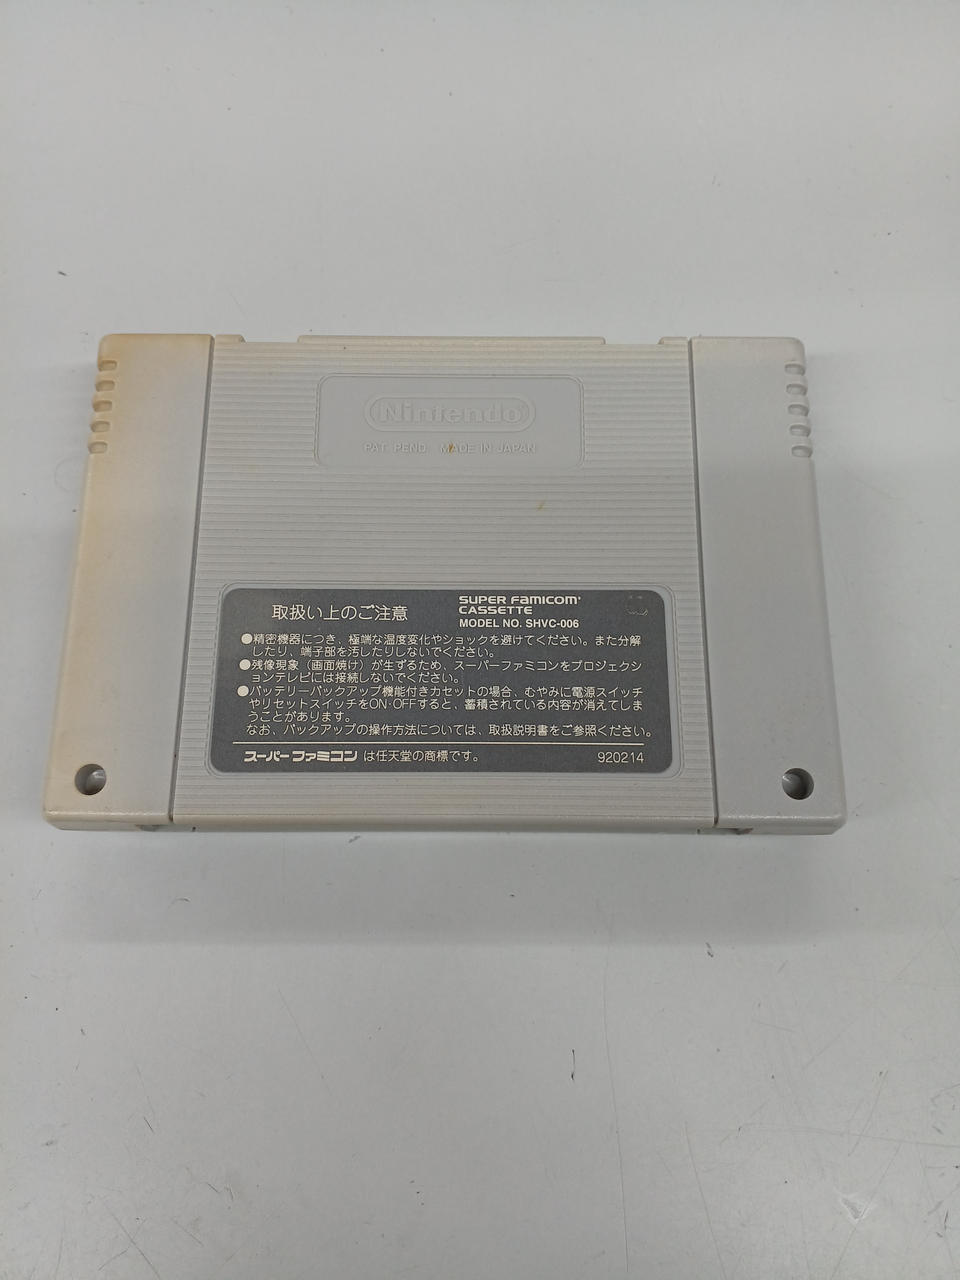 Nintendo
PAT. PEND. MADE IN JAPAN
取扱い上のご注意
SUPER FAMICOM
CASSETTE
MODEL NO. SHVC-006
●精密機器につき、極端な温度変化やショックを避けてください。また分解
したり、端子部を汚したりしないでください。
●残像現象（画面焼け）が生ずるため、スーパーファミコンをプロジェクシ
ョンテレビには接続しないでください。
●バッテリーバックアップ機能付きカセットの場合、むやみに電源スイッチ
やリセットスイッチをON・OFFすると、蓄積されている内容が消えてしま
うことがあります。
なお、バックアップの操作方法については、取扱説明書をご参照ください。
スーパーファミコンは任天堂の商標です。 920214